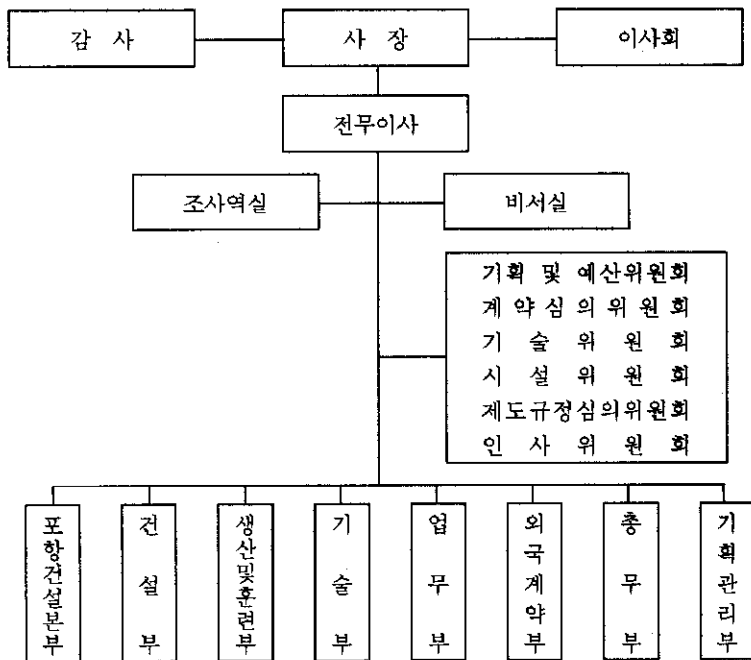 감 사
사 장
이사회
전무이사
조사역실
비서실
기획 및 예산위원회
계 약 심 의 위 원 회
기 술 위 원 회
시 설 위 원 회
제도규정심의위원회
인 사 위 원 회
포항건설본부
건 설 부
생산및훈련부
기 술 부
업 무 부
외국계약부
총 무 부
기획관리부